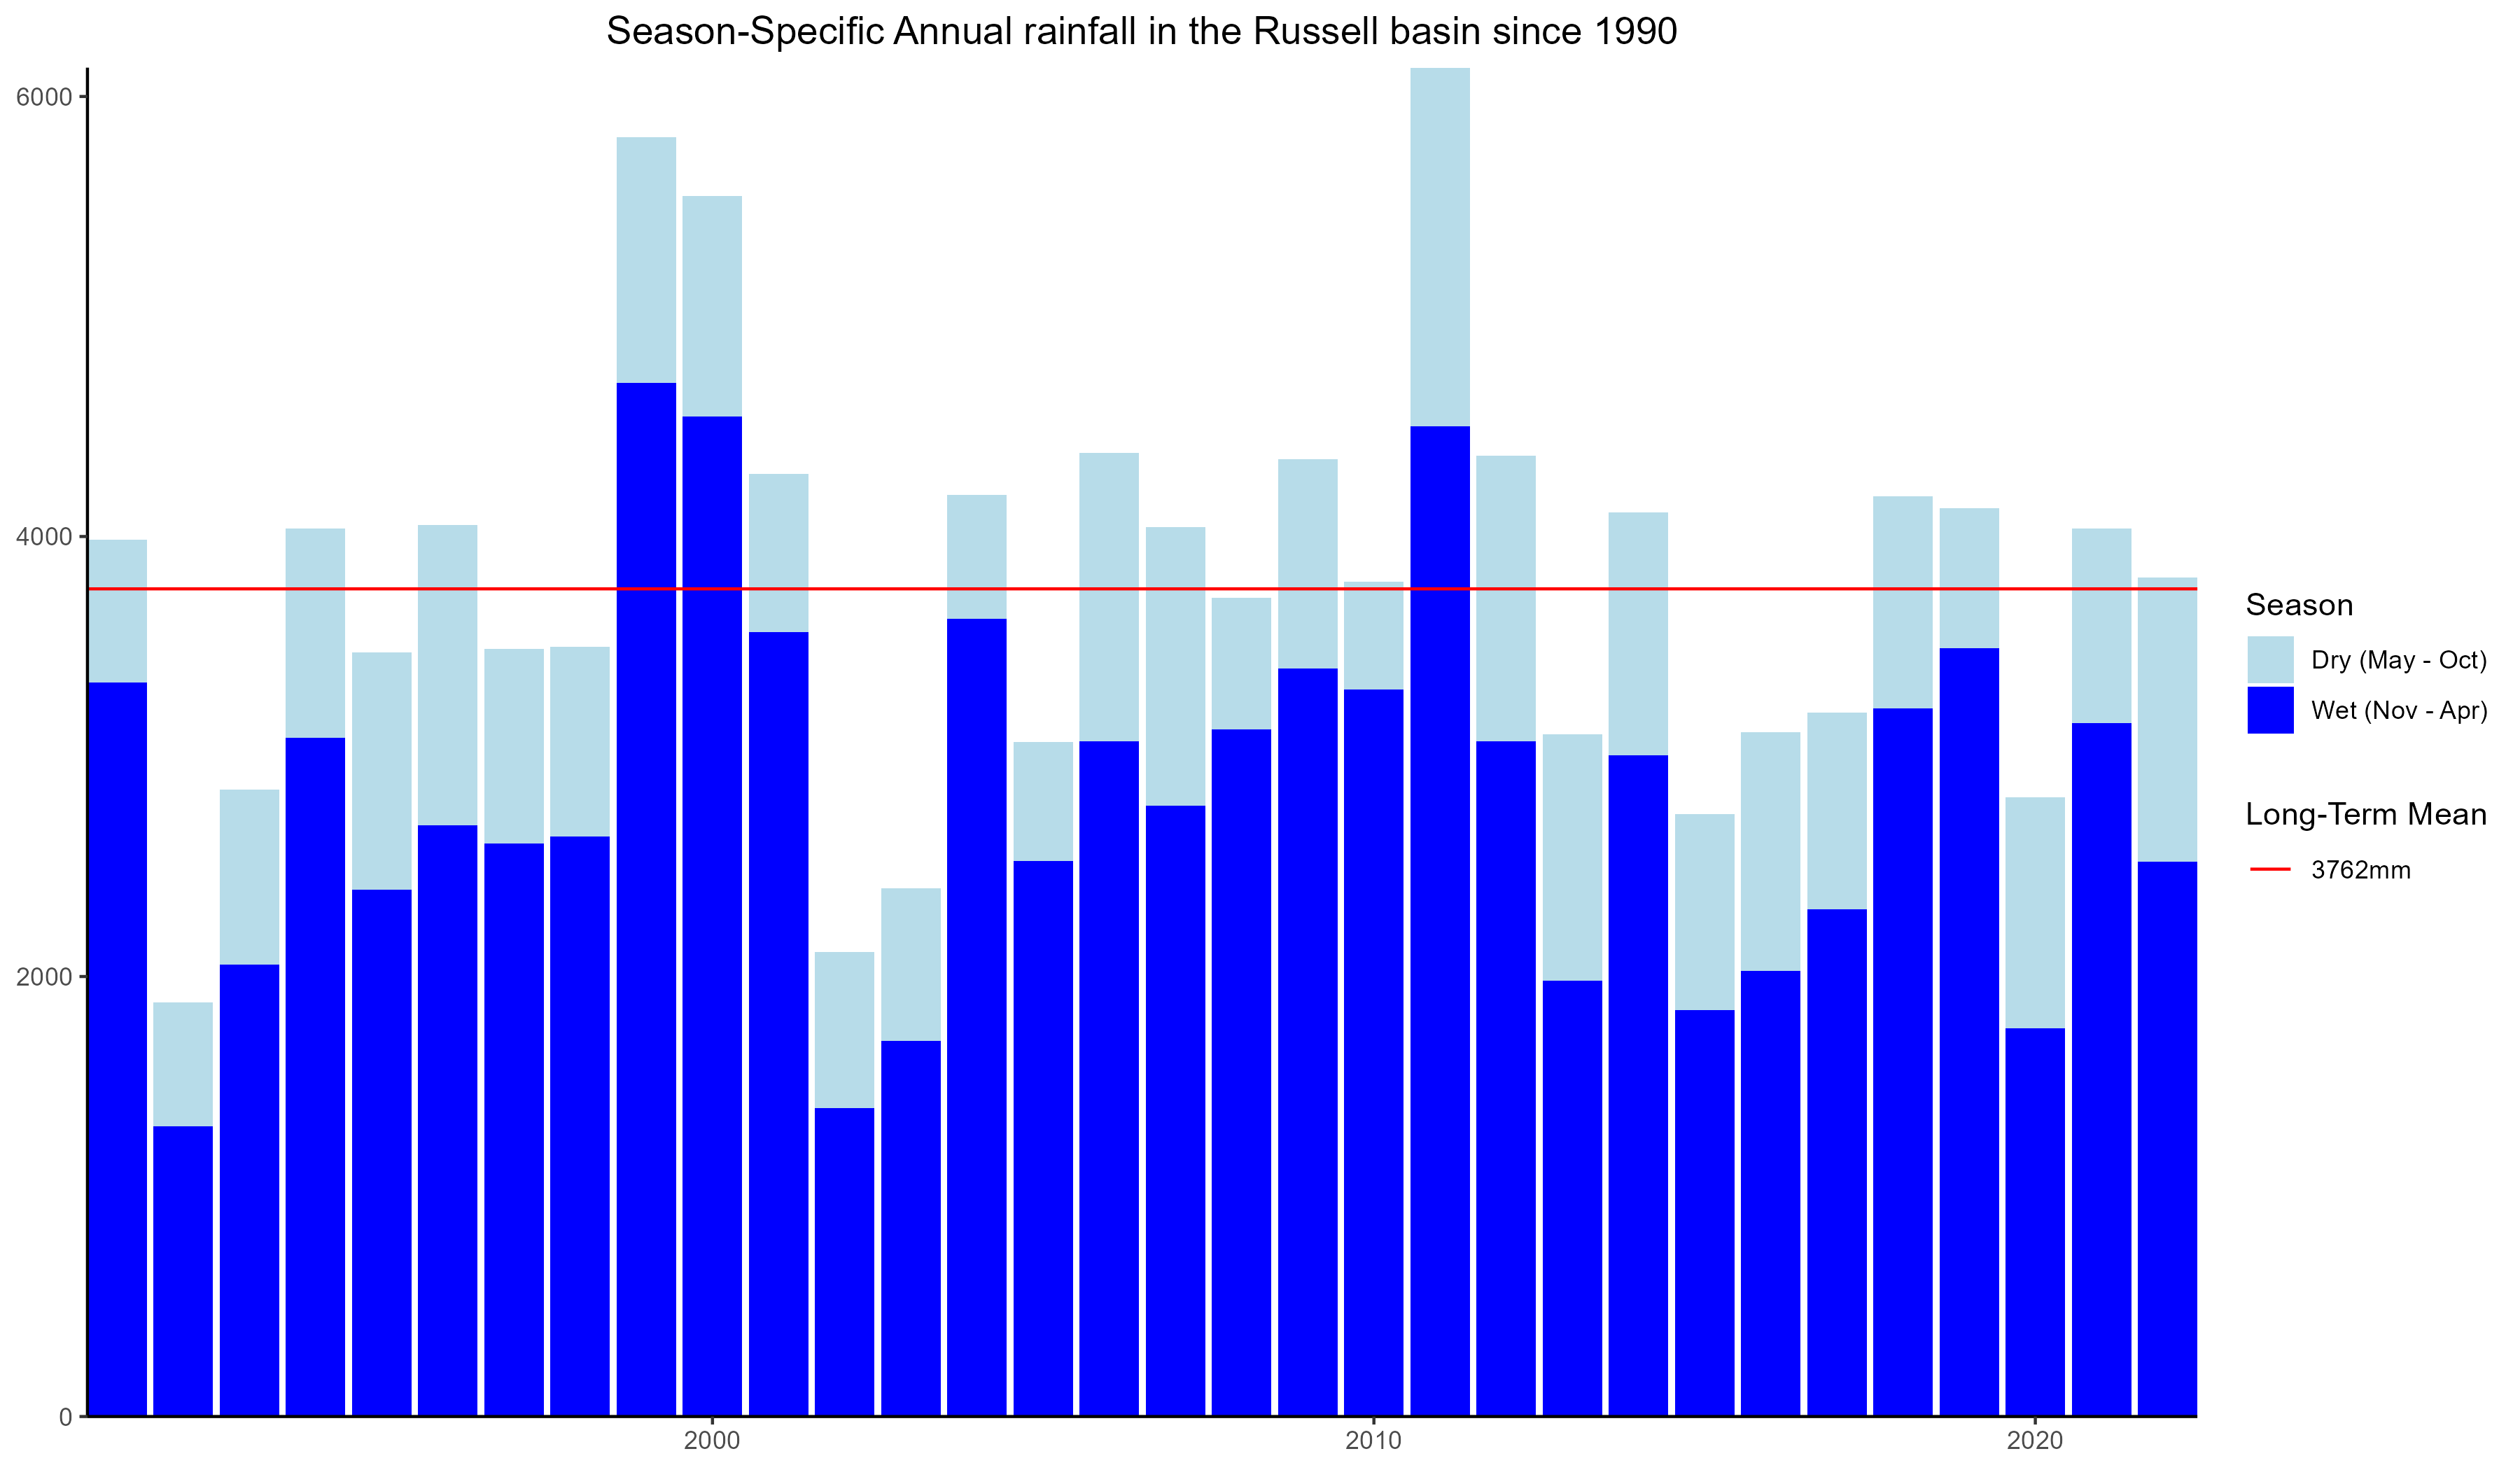 Season-Specific Annual rainfall in the Russell basin since 1990
6000
4000
2000
0
2000
2010
2020
Season
Dry (May - Oct)
Wet (Nov - Apr)
Long-Term Mean
3762mm